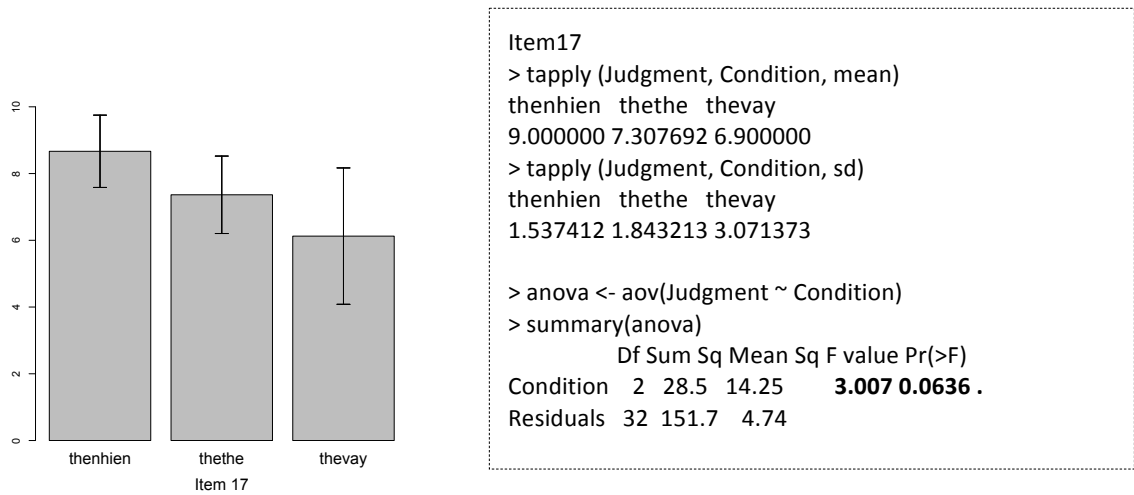 10
8
6
4
2
0
thenhien thethe thevay
Item 17
Item17
> tapply (Judgment, Condition, mean)
thenhien thethe thevay
9.000000 7.307692 6.900000
> tapply (Judgment, Condition, sd)
thenhien thethe thevay
1.537412 1.843213 3.071373
> anova <- aov(Judgment ~ Condition)
> summary(anova)
Df Sum Sq Mean Sq F value Pr(>F)
Condition 2 28.5 14.25 3.007 0.0636 .
Residuals 32 151.7 4.74